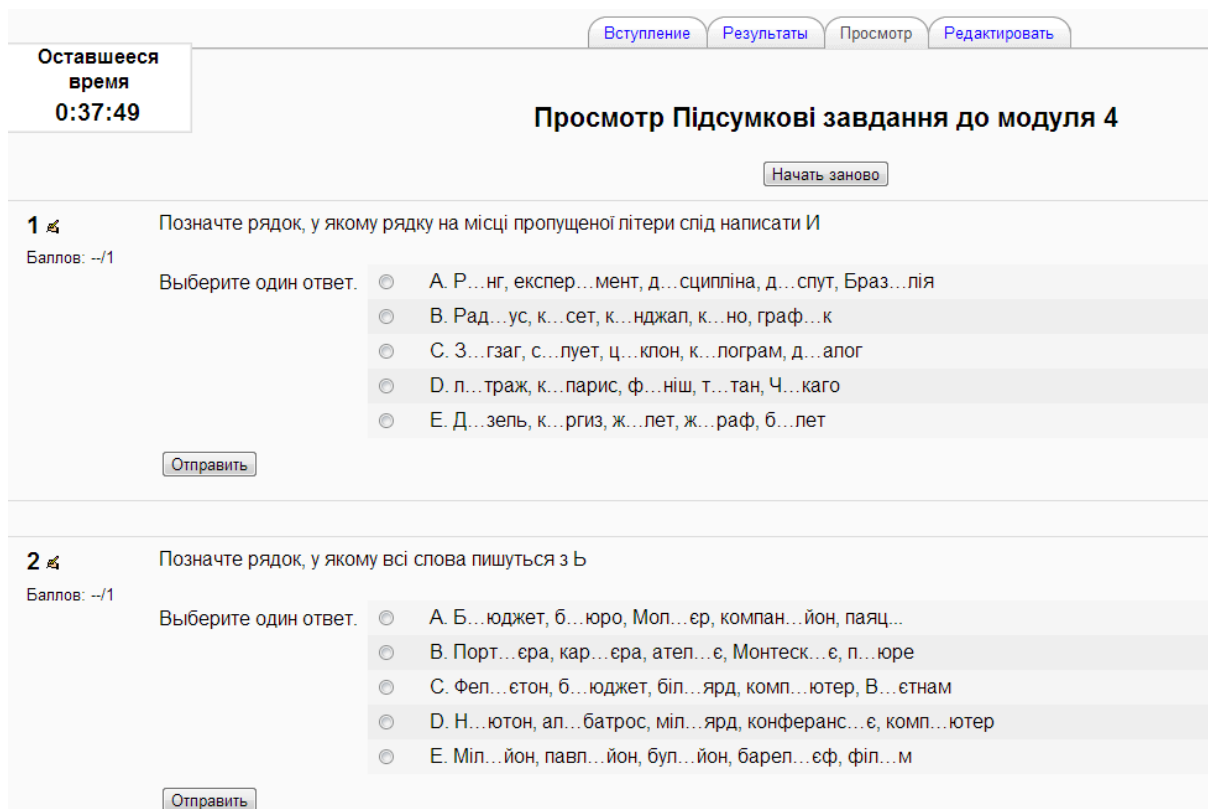 Вступление Результаты Просмотр Редактировать
Оставшееся
время
0:37:49
Просмотр Підсумкові завдання до модуля 4
Начать заново
1 Позначте рядок, у якому рядку на місці пропущеної літери слід написати И
Баллов: --/1
Выберите один ответ.
A. Р…нг, експер…мент, д…сципліна, д…спут, Браз…лія
B. Рад…ус, к…сет, к…нджал, к…но, граф…к
C. З…гзаг, с…лует, ц…клон, к…лограм, д…алог
D. л…траж, к…парис, ф…ніш, т…тан, Ч…каго
E. Д…зель, к…ргиз, ж…лет, ж…раф, б…лет
Отправить
2 Позначте рядок, у якому всі слова пишуться з Ь
Баллов: --/1
Выберите один ответ.
A. Б…юджет, б…юро, Мол…єр, компан…йон, паяц...
B. Порт…єра, кар…єра, ател…є, Монтеск…є, п…юре
C. Фел…єтон, б…юджет, біл…ярд, комп…ютер, В…єтнам
D. Н…ютон, ал…батрос, міл…ярд, конферанс…є, комп…ютер
E. Міл…йон, павл…йон, бул…йон, барел…єф, філ…м
Отправить